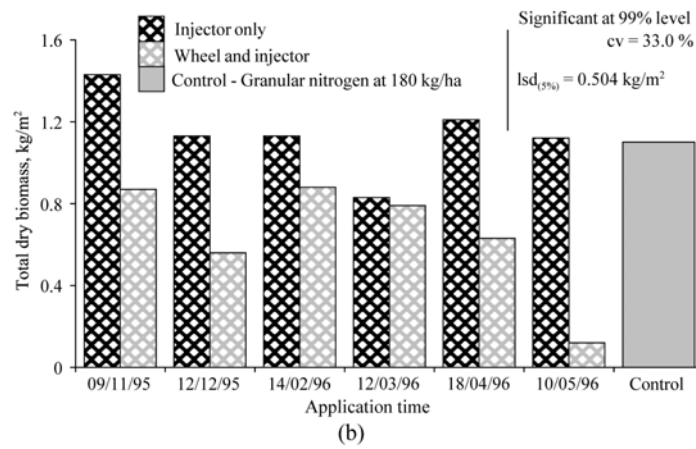 Injector only
Wheel and injector
Control - Granular nitrogen at 180 kg/ha
Significant at 99% level
cv = 33.0 %
lsd(5%) = 0.504 kg/m²
Total dry biomass, kg/m²
1.6
1.2
0.8
0.4
0
09/11/95 12/12/95 14/02/96 12/03/96 18/04/96 10/05/96 Control
Application time
(b)